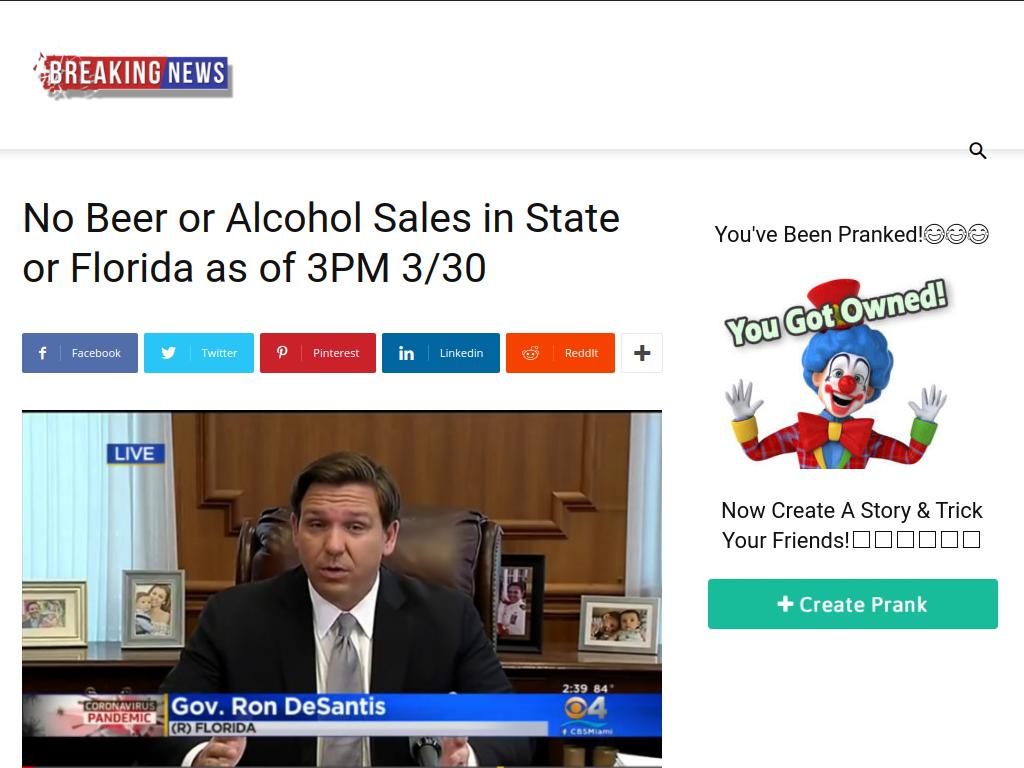 BREAKING NEWS
No Beer or Alcohol Sales in State
or Florida as of 3PM 3/30
Facebook
Twitter
Pinterest
Linkedin
ReddIt
LIVE
CORONAVIRUS
PANDEMIC
Gov. Ron DeSantis
(R) FLORIDA
2:39 84°
4
CBSMiami
You've Been Pranked!😂😂😂
You Got Owned!
Now Create A Story & Trick
Your Friends!□□□□□□
+ Create Prank